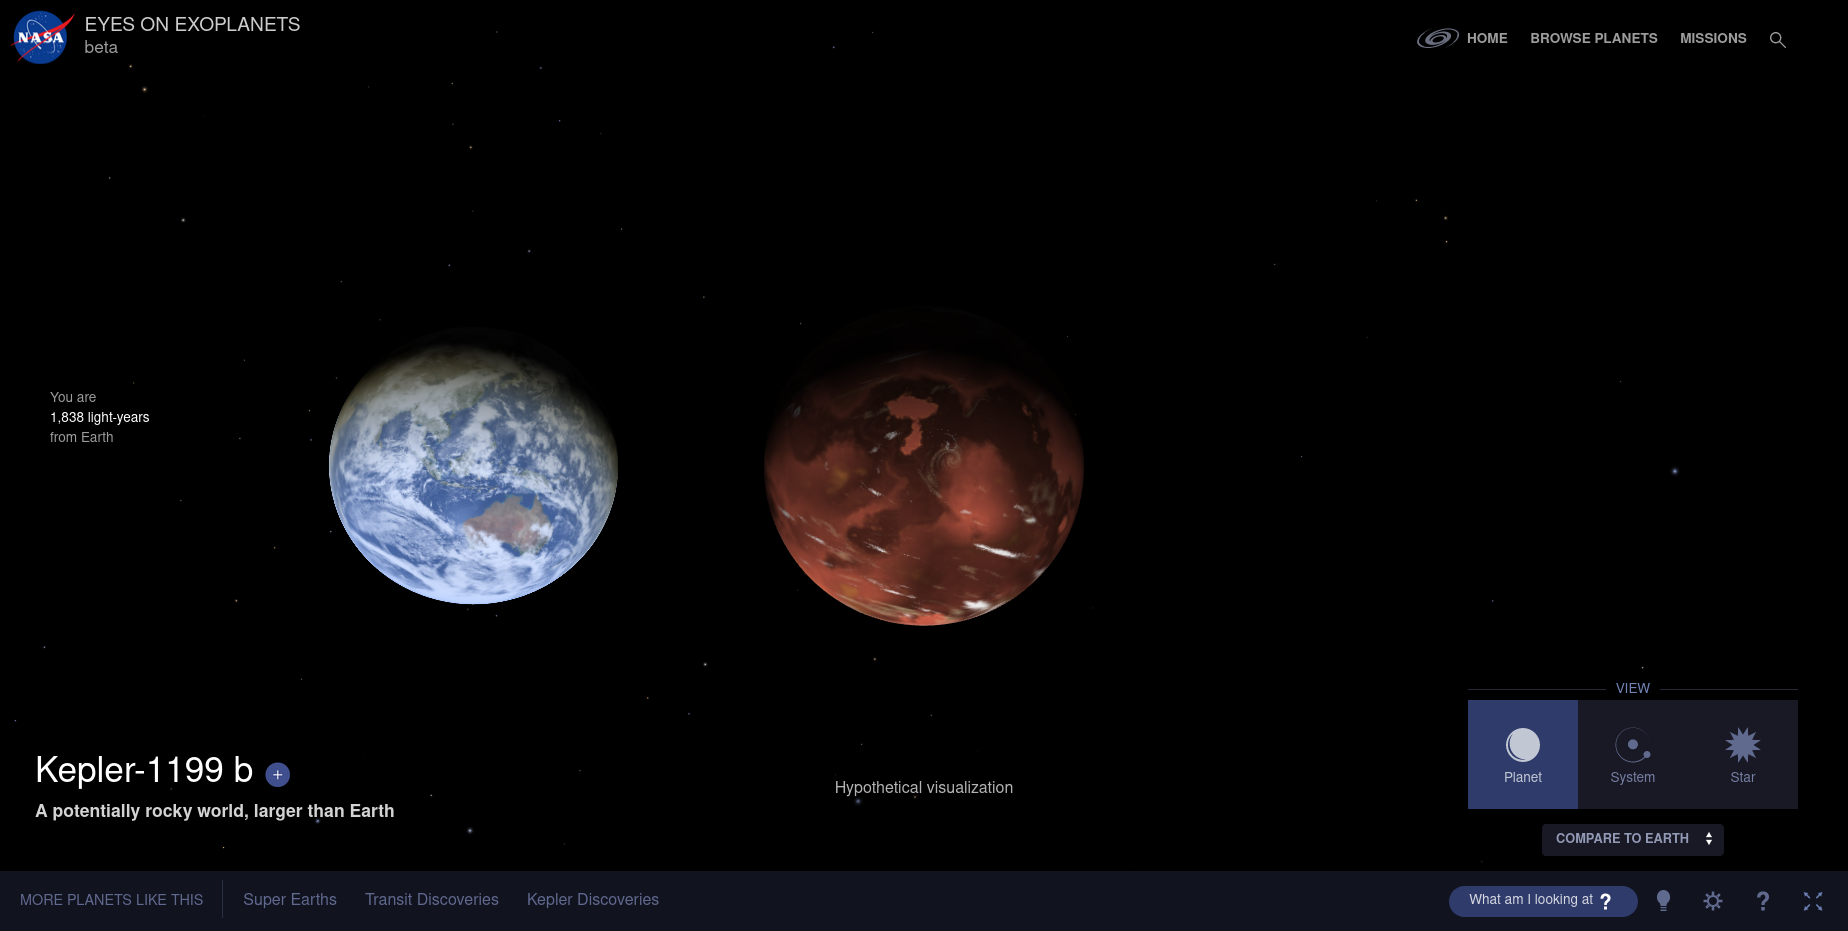 NASA
EYES ON EXOPLANETS
beta
HOME
BROWSE PLANETS
MISSIONS
You are
1,838 light-years
from Earth
Kepler-1199 b +
A potentially rocky world, larger than Earth
Hypothetical visualization
VIEW
Planet
System
Star
COMPARE TO EARTH
MORE PLANETS LIKE THIS
Super Earths
Transit Discoveries
Kepler Discoveries
What am I looking at ?
?